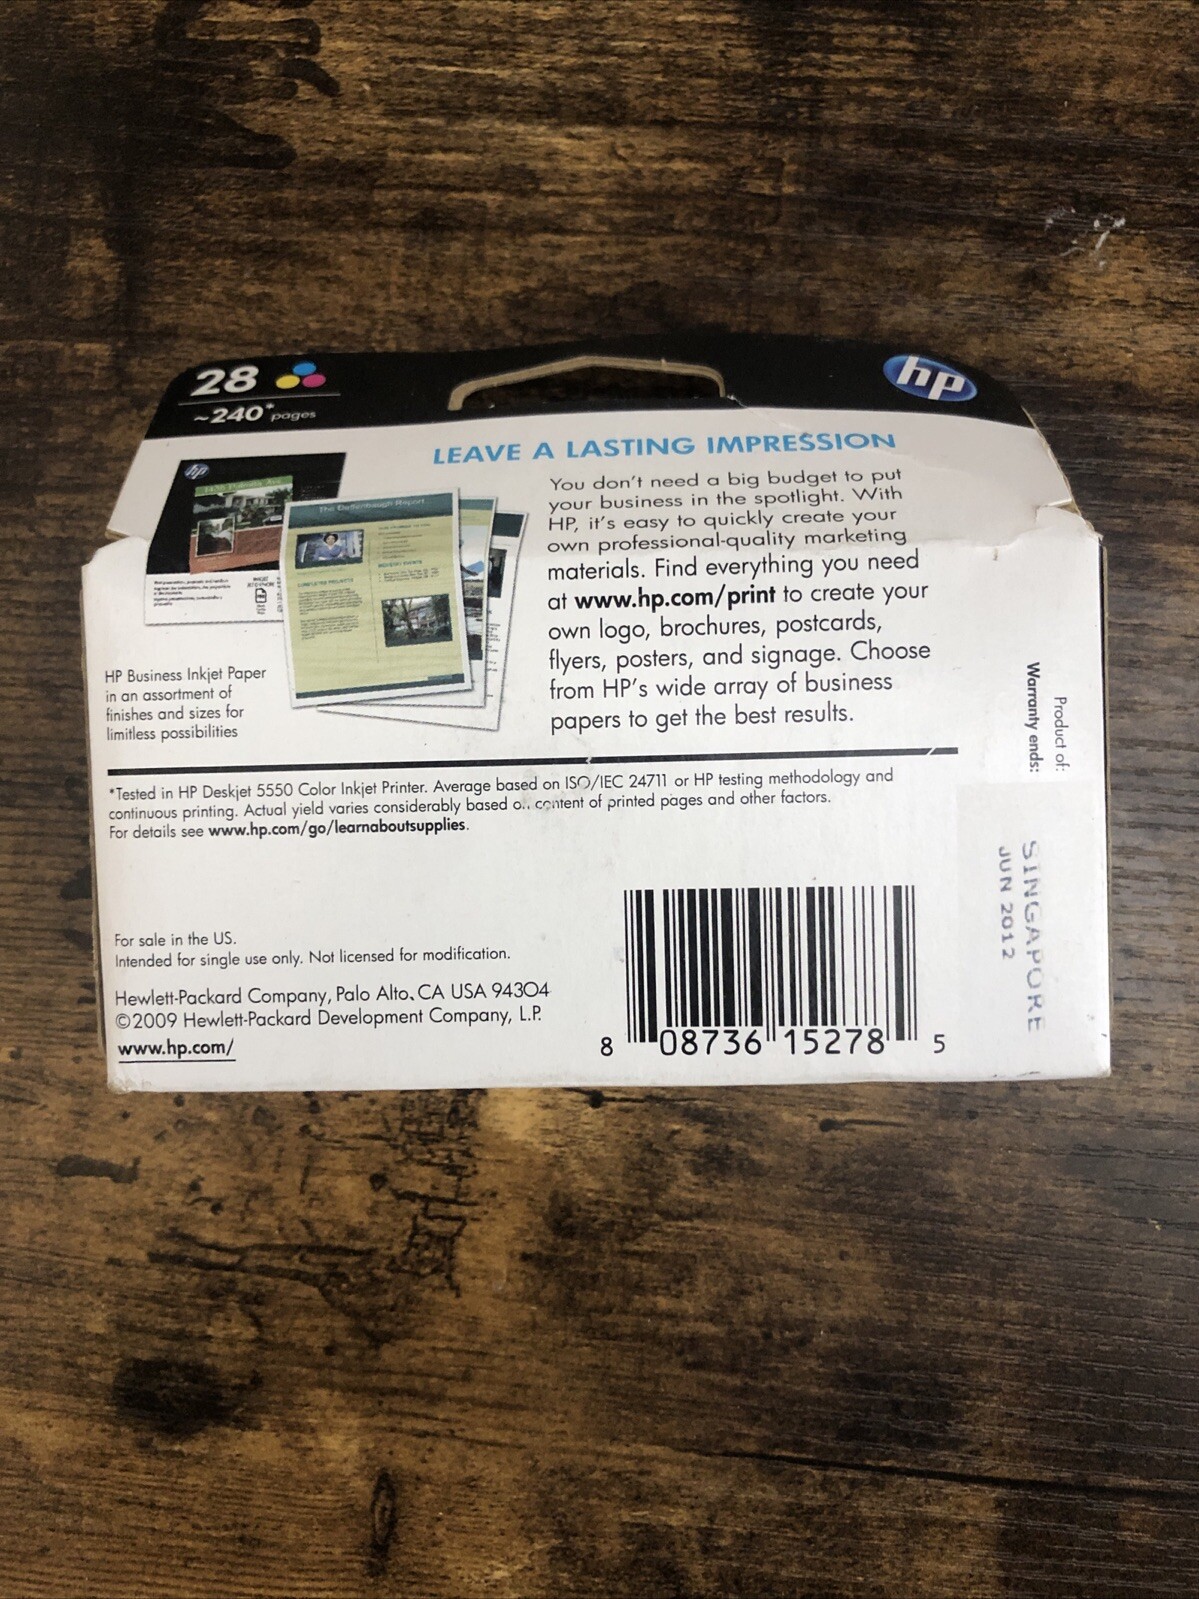 28
~240* pages
hp
LEAVE A LASTING IMPRESSION
You don't need a big budget to put
your business in the spotlight. With
HP, it's easy to quickly create your
own professional-quality marketing
materials. Find everything you need
at www.hp.com/print to create your
own logo, brochures, postcards,
flyers, posters, and signage. Choose
from HP's wide array of business
papers to get the best results.
hp
The Deffenbaugh Report
HP Business Inkjet Paper
in an assortment of
finishes and sizes for
limitless possibilities
*Tested in HP Deskjet 5550 Color Inkjet Printer. Average based on ISO/IEC 24711 or HP testing methodology and
continuous printing. Actual yield varies considerably based on content of printed pages and other factors.
For details see www.hp.com/go/learnaboutsupplies.
For sale in the US.
Intended for single use only. Not licensed for modification.
Hewlett-Packard Company, Palo Alto, CA USA 94304
©2009 Hewlett-Packard Development Company, L.P.
www.hp.com/
8 08736 15278 5
Product of:
Warranty ends:
SINGAPORE
JUN 2012